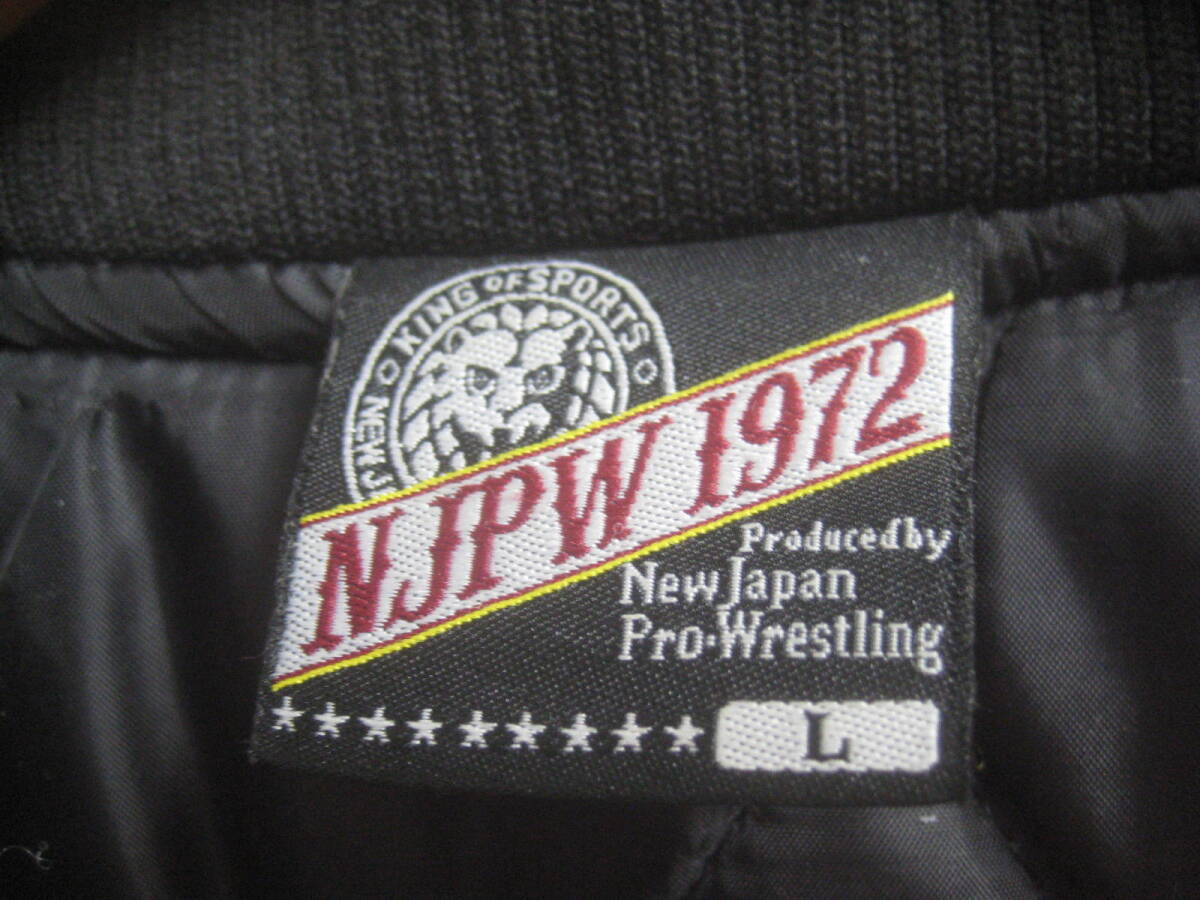 KING OF SPORTS
NEW J
NJPW 1972
Produced by
New Japan
Pro-Wrestling
L